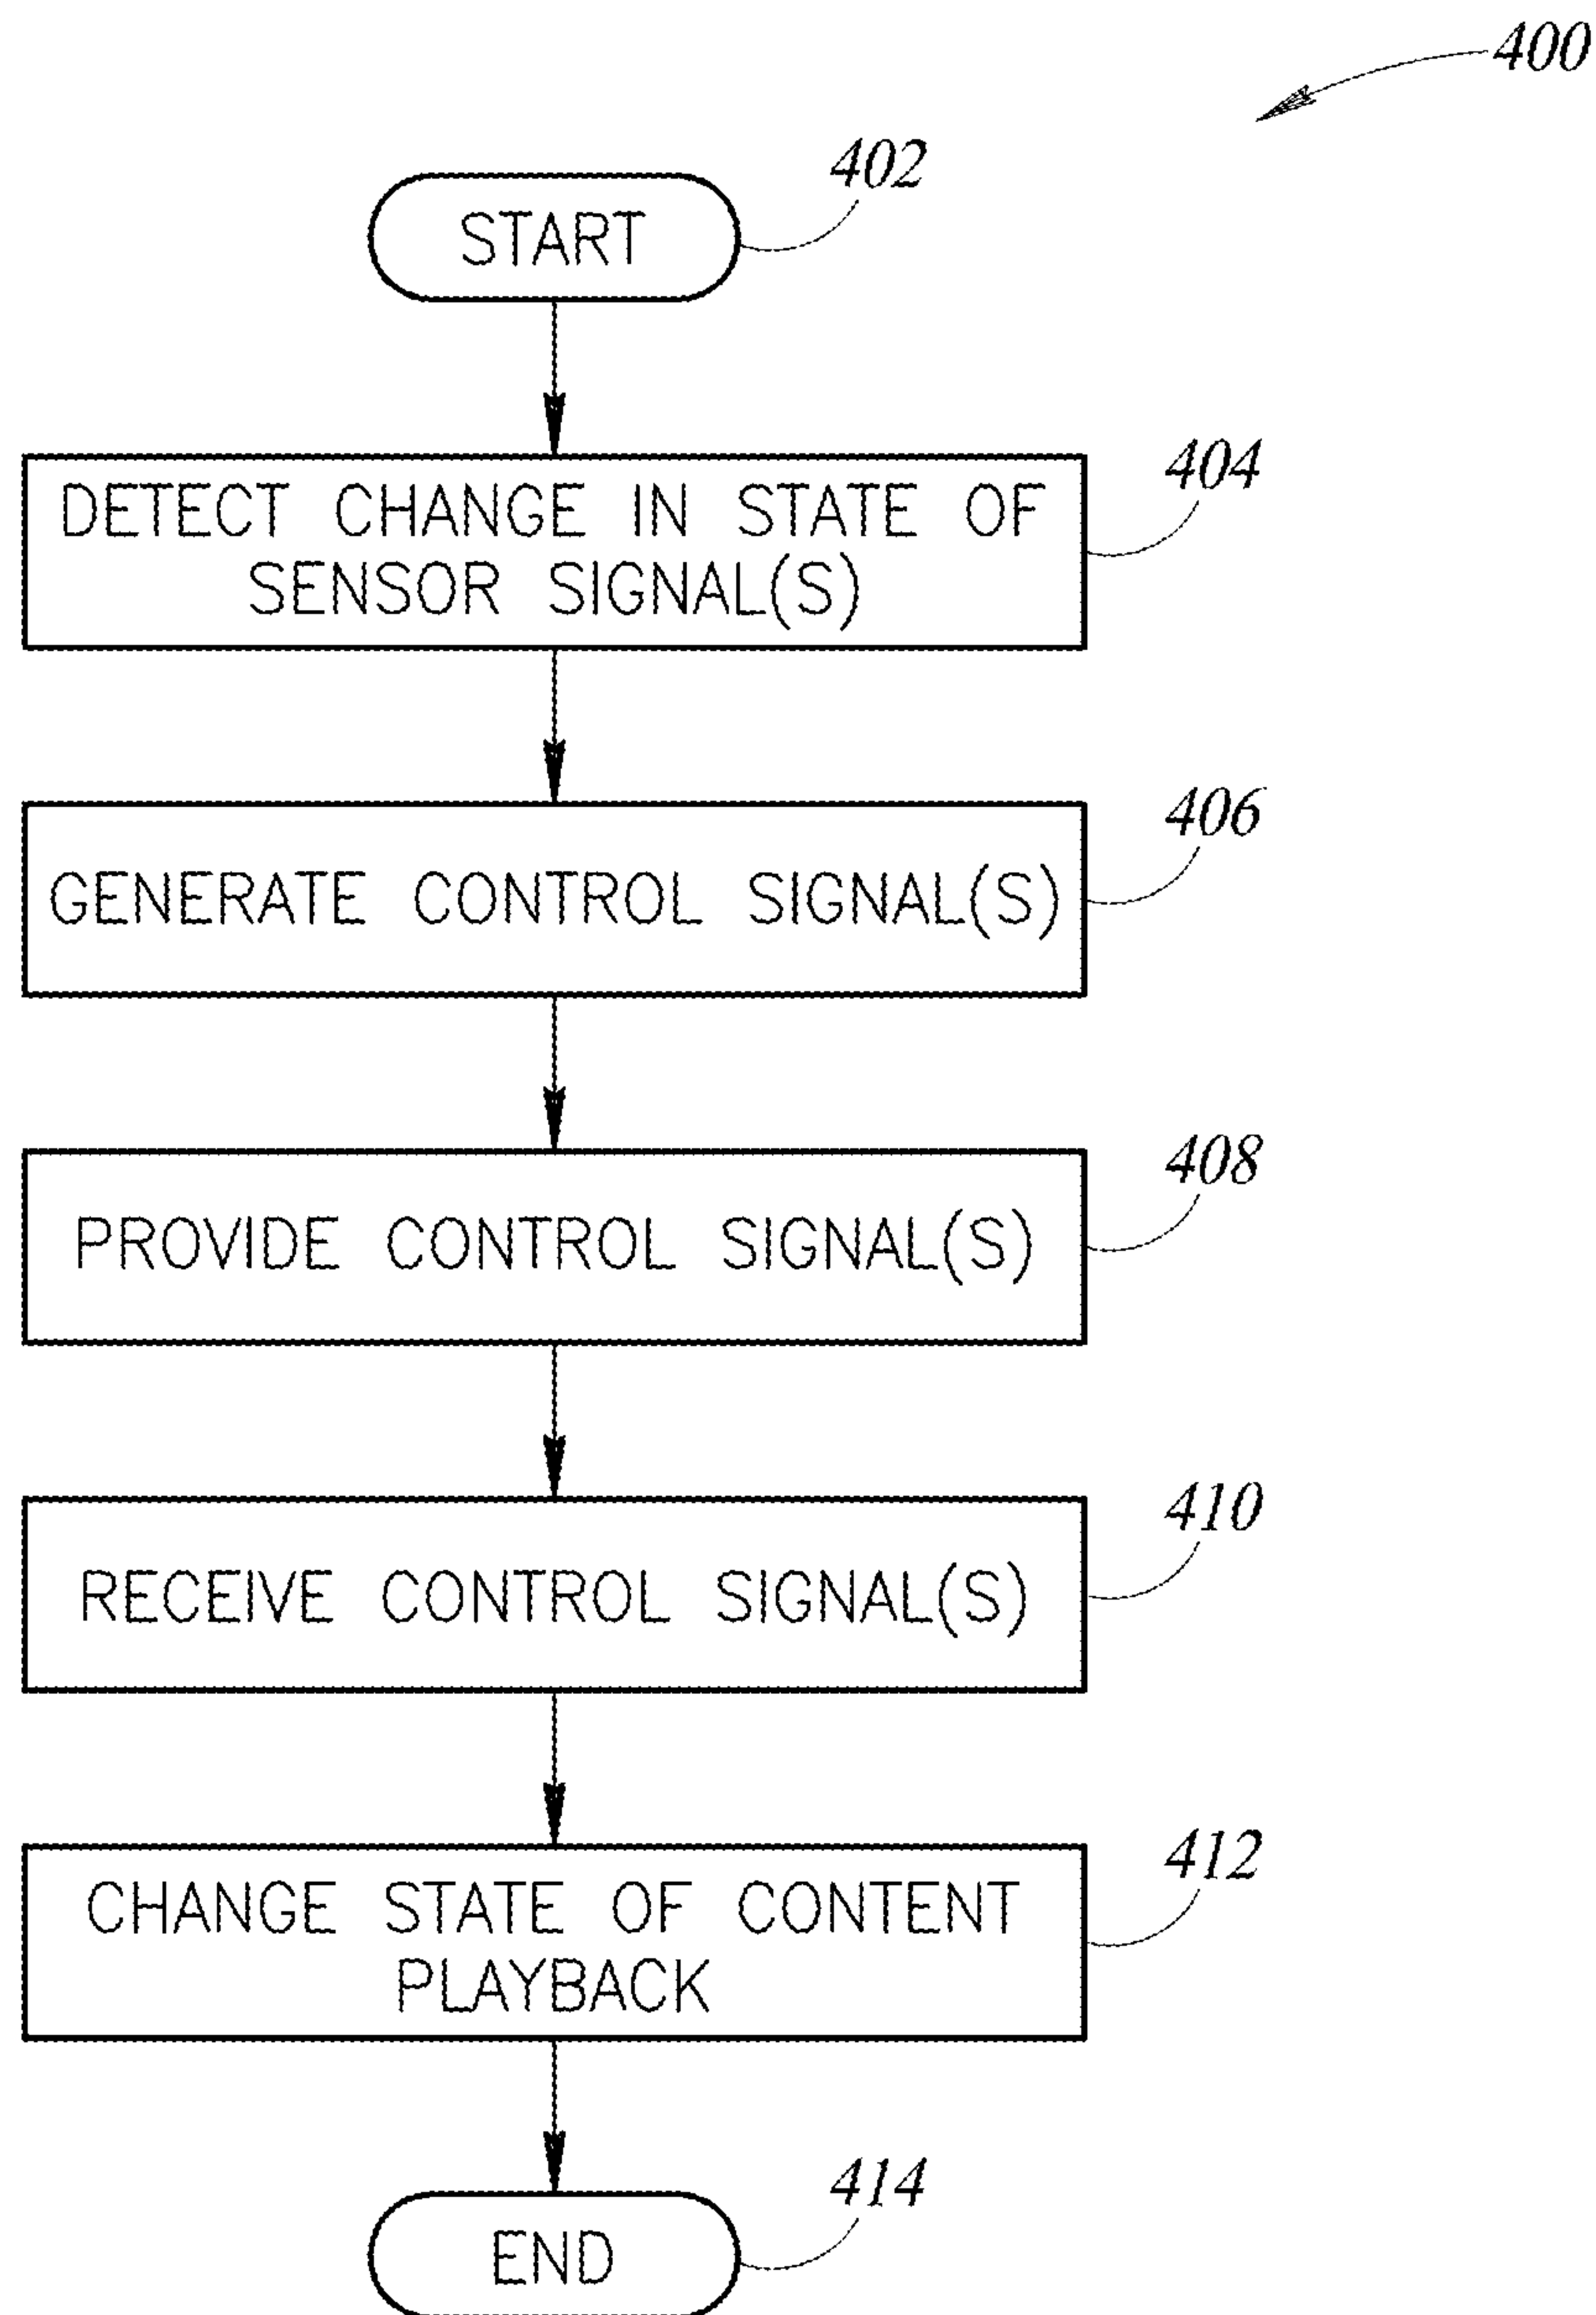 400
402
START
404
DETECT CHANGE IN STATE OF
SENSOR SIGNAL(S)
406
GENERATE CONTROL SIGNAL(S)
408
PROVIDE CONTROL SIGNAL(S)
410
RECEIVE CONTROL SIGNAL(S)
412
CHANGE STATE OF CONTENT
PLAYBACK
414
END